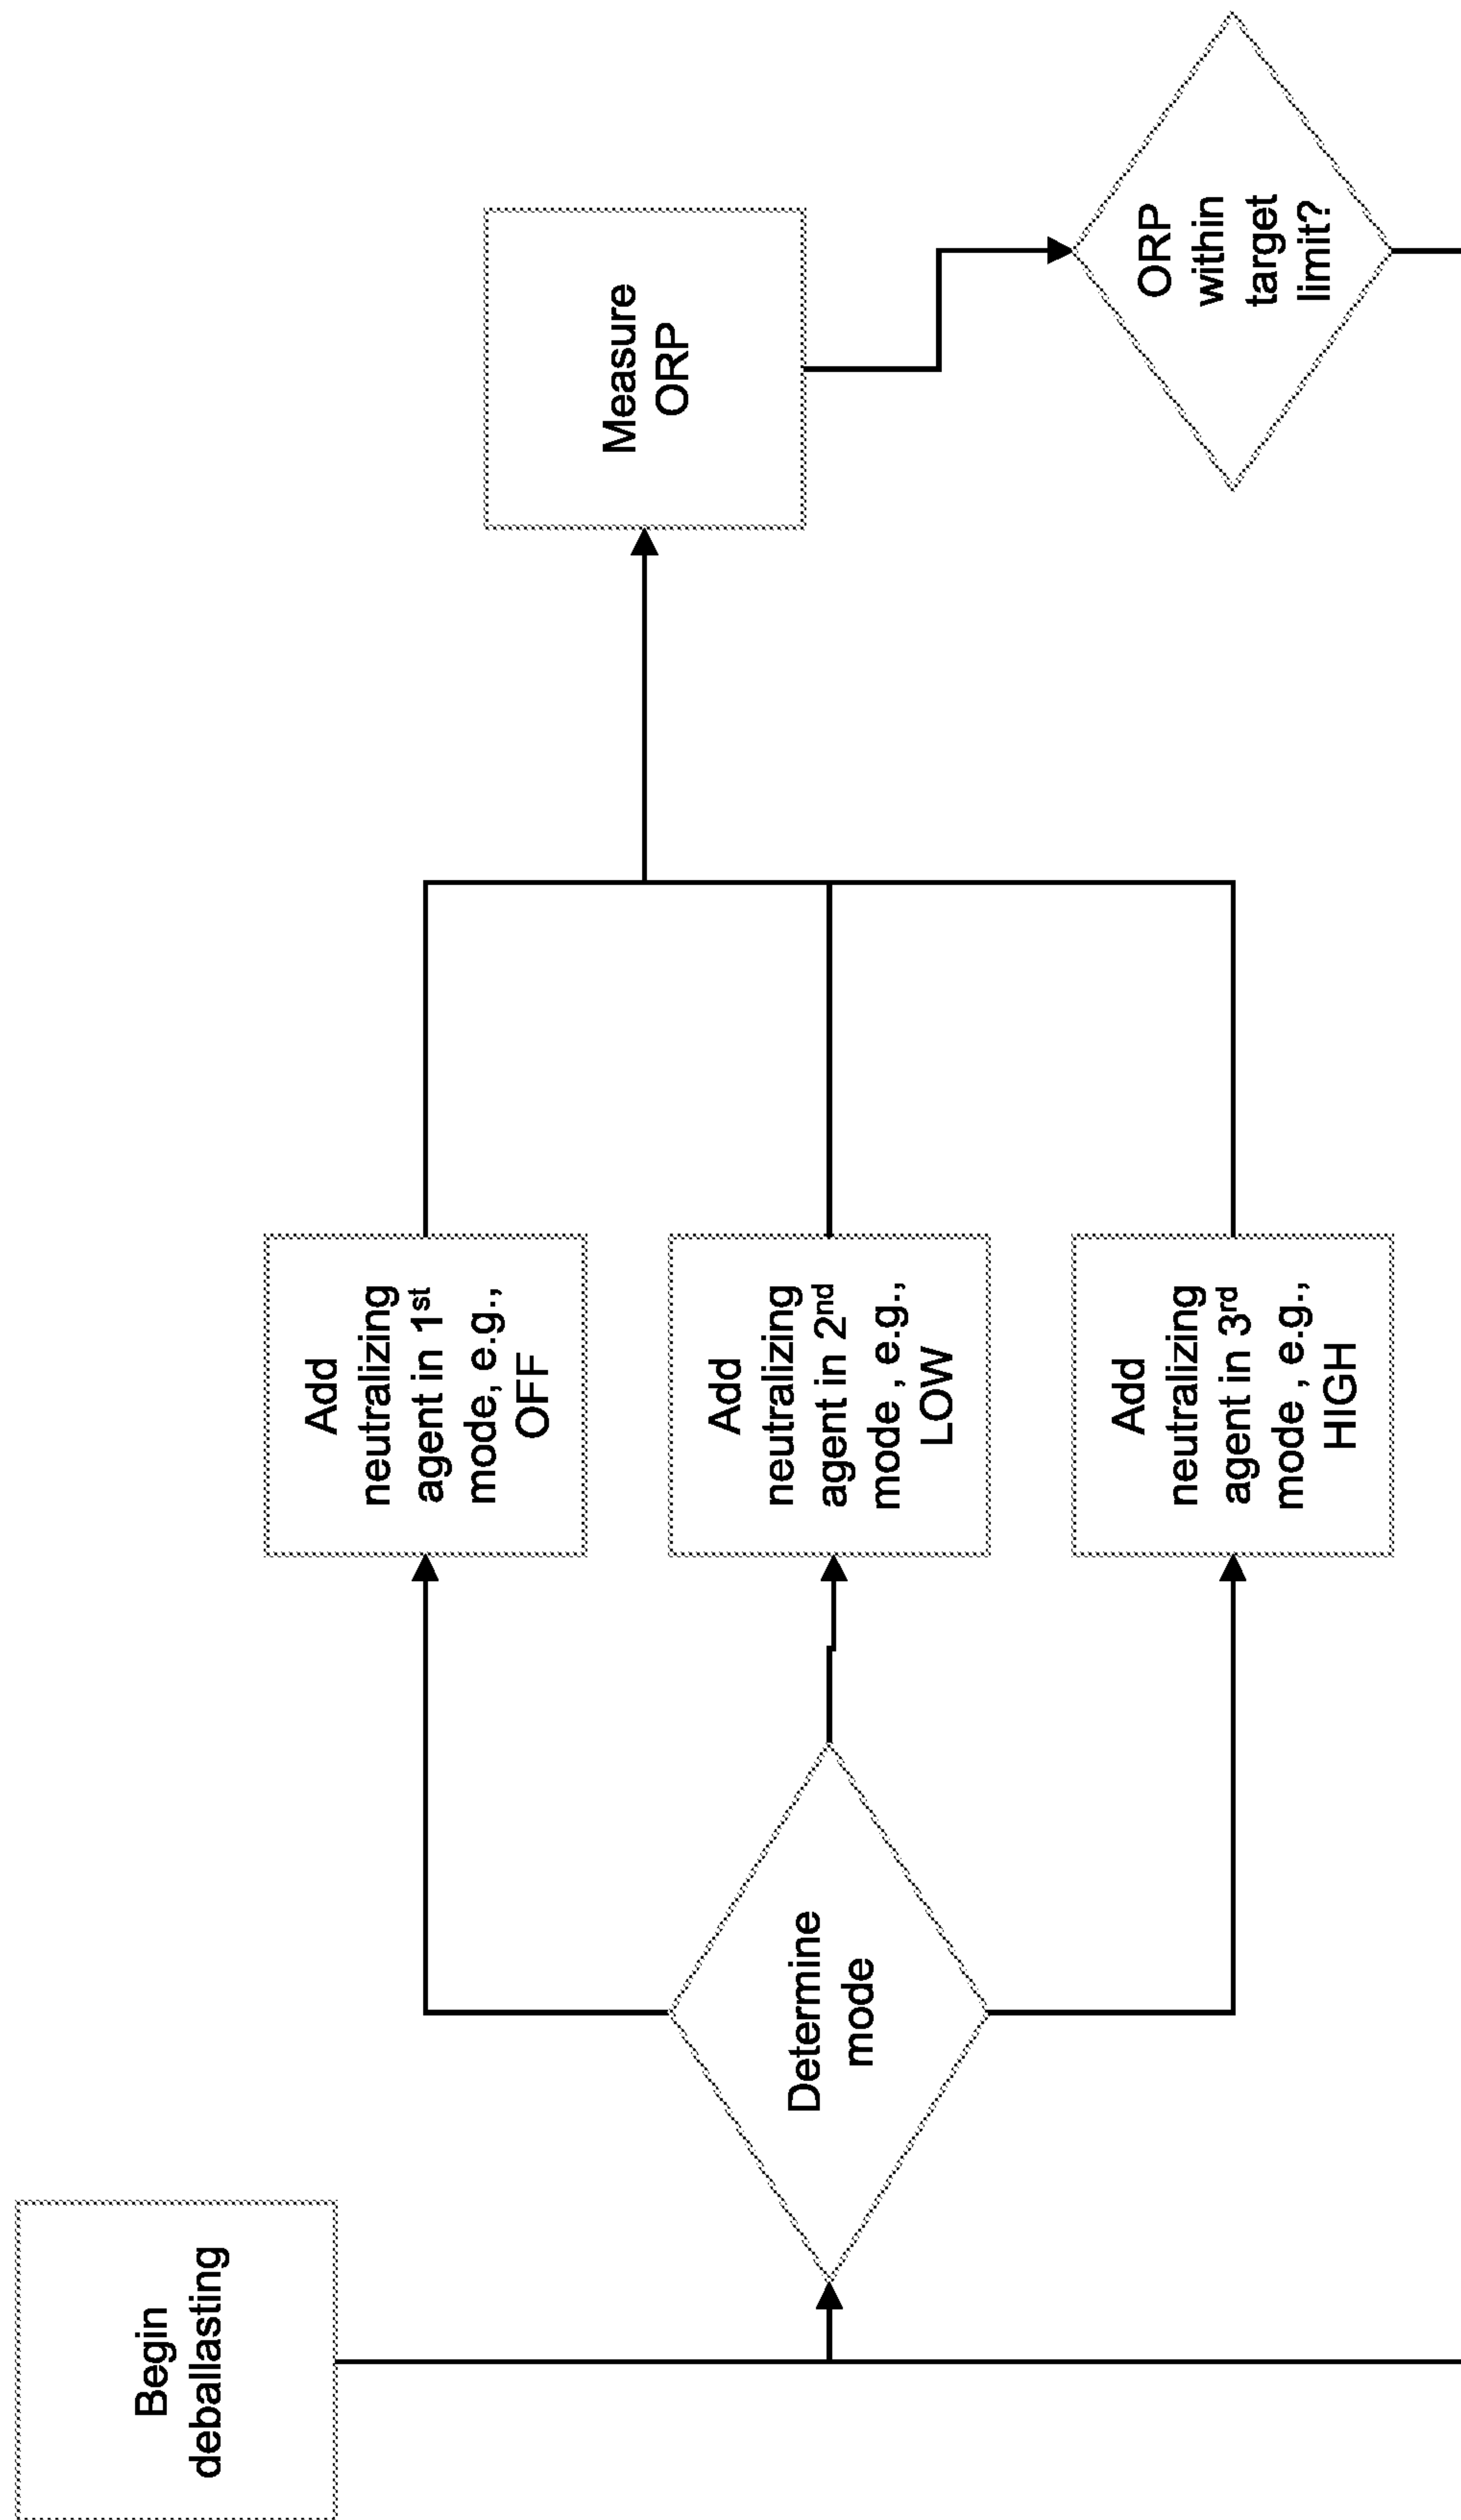 Begin
deballasting
Determine
mode
Add
neutralizing
agent in 1st
mode, e.g.,
OFF
Add
neutralizing
agent in 2nd
mode , e.g.,
LOW
Add
neutralizing
agent in 3rd
mode , e.g.,
HIGH
Measure
ORP
ORP
within
target
limit?